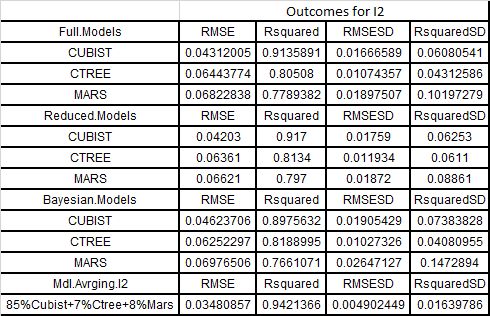 Outcomes for I2
Full.Models RMSE Rsquared RMSESD RsquaredSD
CUBIST 0.04312005 0.9135891 0.01666589 0.06080541
CTREE 0.06443774 0.80508 0.01074357 0.04312586
MARS 0.06822838 0.7789382 0.01897507 0.10197279
Reduced.Models RMSE Rsquared RMSESD RsquaredSD
CUBIST 0.04203 0.917 0.01759 0.06253
CTREE 0.06361 0.8134 0.011934 0.0611
MARS 0.06621 0.797 0.01872 0.08861
Bayesian.Models RMSE Rsquared RMSESD RsquaredSD
CUBIST 0.04623706 0.8975632 0.01905429 0.07383828
CTREE 0.06252297 0.8188995 0.01027326 0.04080955
MARS 0.06976506 0.7661071 0.02647127 0.1472894
Mdl.Avrging.I2 RMSE Rsquared RMSESD RsquaredSD
85%Cubist+7%Ctree+8%Mars 0.03480857 0.9421366 0.004902449 0.01639786